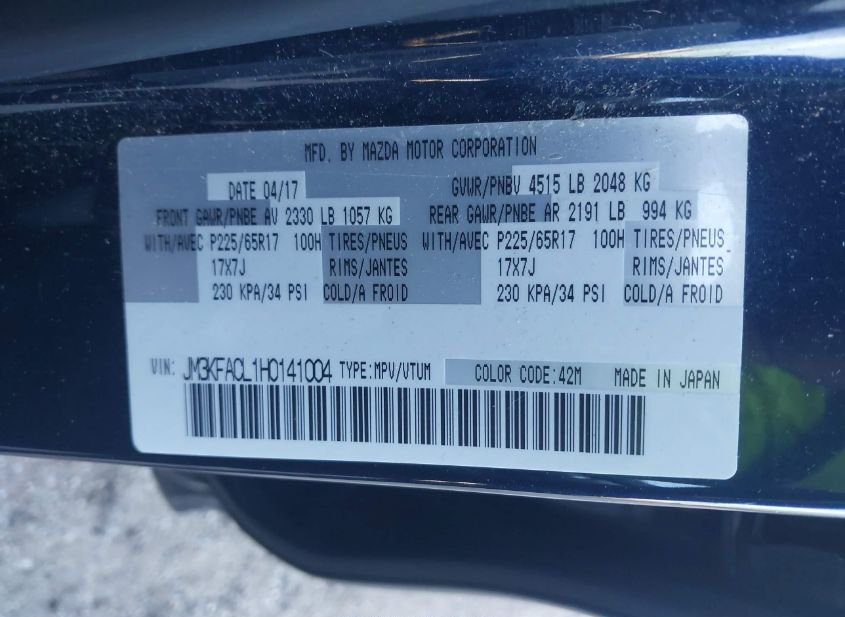 MFD. BY MAZDA MOTOR CORPORATION
DATE 04/17 GVWR/PNBV 4515 LB 2048 KG
FRONT GAWR/PNBE AV 2330 LB 1057 KG REAR GAWR/PNBE AR 2191 LB 994 KG
WITH/AVEC P225/65R17 100H TIRES/PNEUS WITH/AVEC P225/65R17 100H TIRES/PNEUS
17X7J RIMS/JANTES 17X7J RIMS/JANTES
230 KPA/34 PSI COLD/A FROID 230 KPA/34 PSI COLD/A FROID
VIN: JM3KFACL1H0141004 TYPE:MPV/VTUM COLOR CODE:42M MADE IN JAPAN